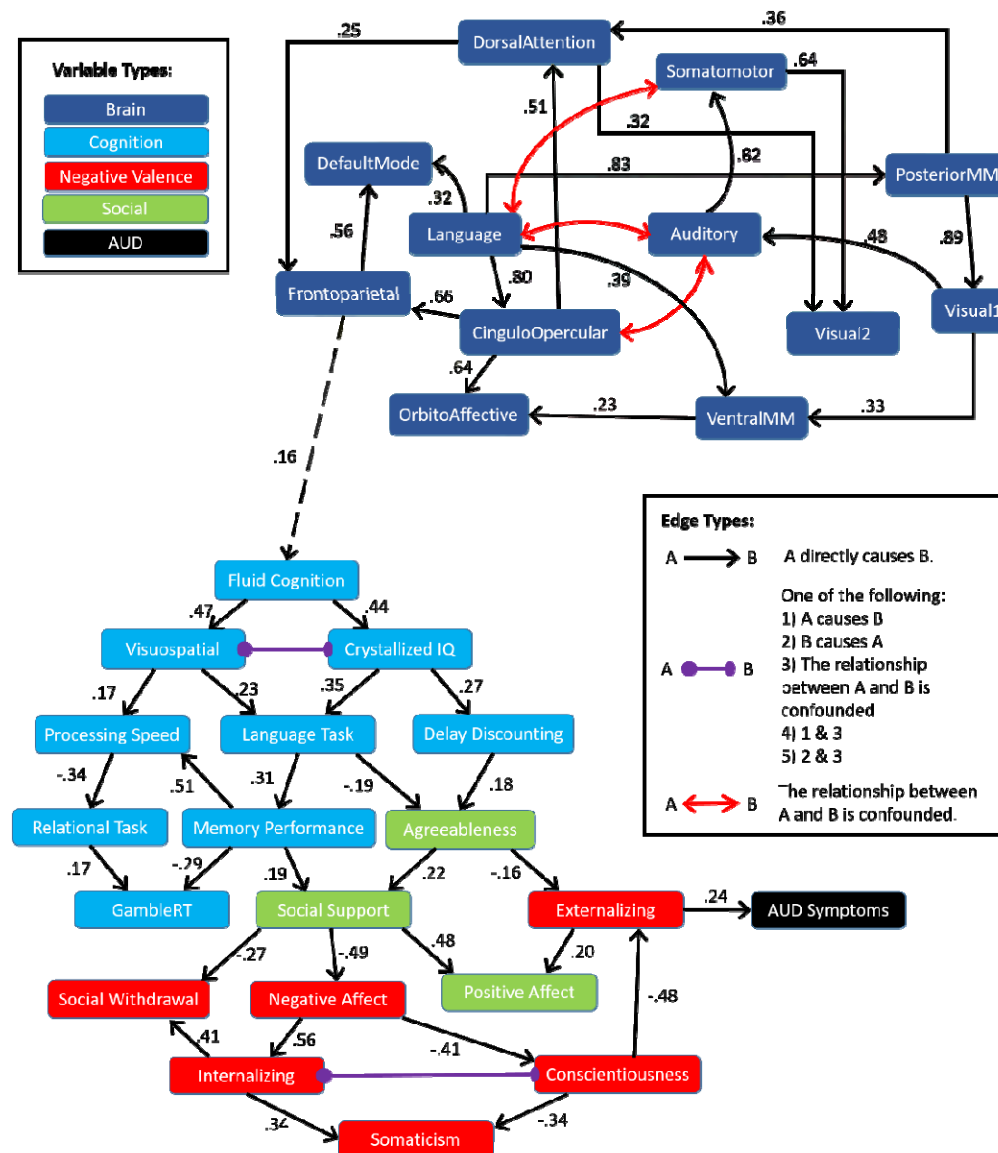 Variable Types:
Brain
Cognition
Negative Valence
Social
AUD
.25
DorsalAttention
.36
Somatomotor
.64
.51
.32
DefaultMode
.82
.83
PosteriorMM
.32
Language
Auditory
.56
.48
.89
Frontoparietal
.80
.39
.66
CinguloOpercular
Visual2
Visual1
.64
OrbitoAffective
.23
VentralMM
.33
.16
Edge Types:
A B A directly causes B.
One of the following:
1) A causes B
2) B causes A
A B 3) The relationship
between A and B is
confounded
4) 1 & 3
5) 2 & 3
A B The relationship between
A and B is confounded.
Fluid Cognition
.47
.44
Visuospatial
Crystallized IQ
.17
.23
.35
.27
Processing Speed
Language Task
Delay Discounting
-.34
.51
.31
-.19
.18
Relational Task
Memory Performance
Agreeableness
.17
-.29
.19
.22
-.16
GambleRT
Social Support
Externalizing
.24
AUD Symptoms
-.27
-.49
.48
.20
Social Withdrawal
Negative Affect
Positive Affect
-.48
.41
.56
-.41
Internalizing
Conscientiousness
-.34
Somaticism